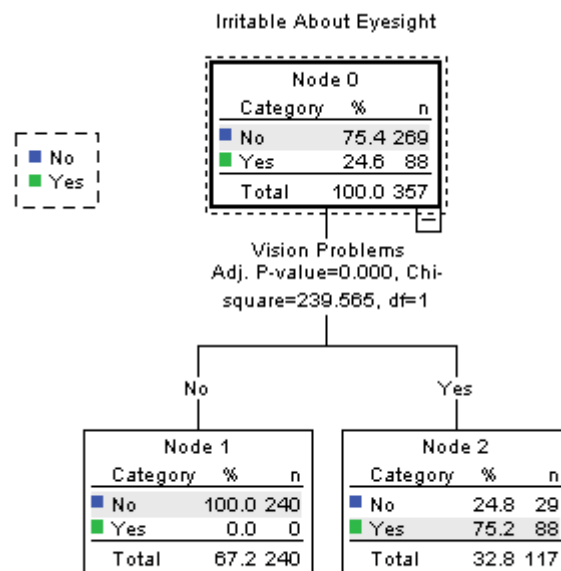 Irritable About Eyesight
No
Yes
Node 0
Category % n
No 75.4 269
Yes 24.6 88
Total 100.0 357
Vision Problems
Adj. P-value=0.000, Chi-
square=239.565, df=1
No
Yes
Node 1
Category % n
No 100.0 240
Yes 0.0 0
Total 67.2 240
Node 2
Category % n
No 24.8 29
Yes 75.2 88
Total 32.8 117